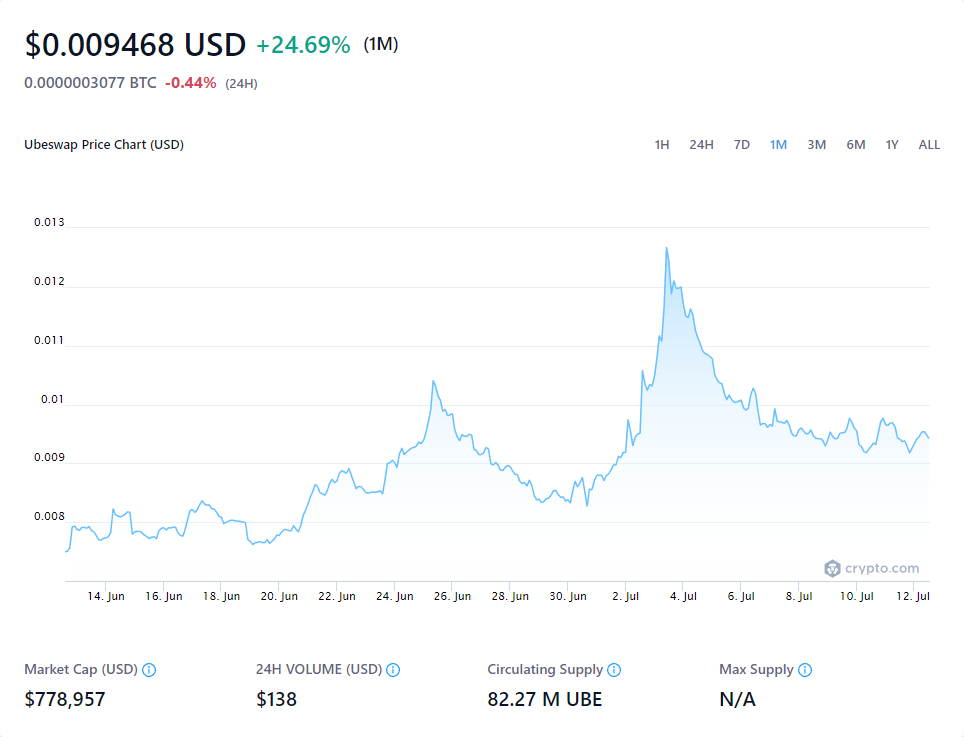 $0.009468 USD +24.69% (1M)
0.0000003077 BTC -0.44% (24H)
Ubeswap Price Chart (USD) 1H 24H 7D 1M 3M 6M 1Y ALL
0.013
0.012
0.011
0.01
0.009
0.008
crypto.com
14. Jun 16. Jun 18. Jun 20. Jun 22. Jun 24. Jun 26. Jun 28. Jun 30. Jun 2. Jul 4. Jul 6. Jul 8. Jul 10. Jul 12. Jul
Market Cap (USD) 24H VOLUME (USD) Circulating Supply Max Supply
$778,957 $138 82.27 M UBE N/A